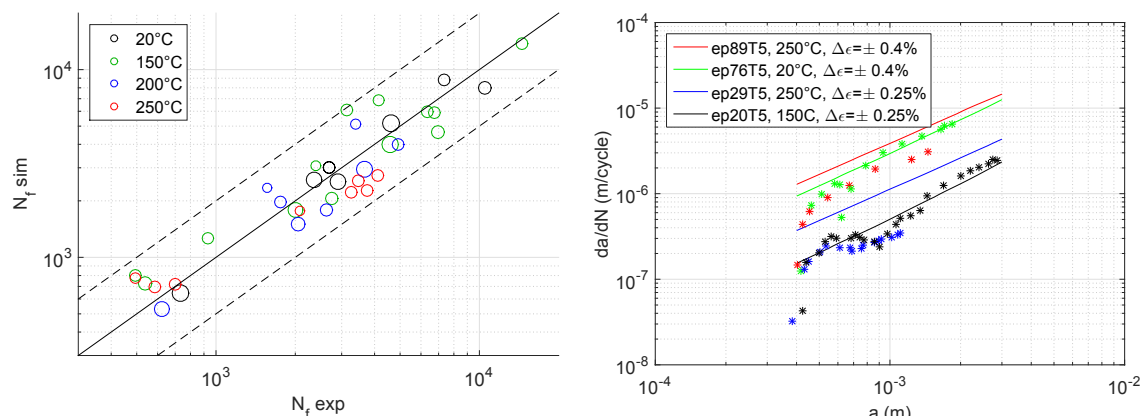 20°C
150°C
200°C
250°C
10^4
10^3
N_f sim
10^3
10^4
N_f exp
10^-4
10^-5
10^-6
10^-7
10^-8
da/dN (m/cycle)
ep89T5, 250°C, Δϵ=± 0.4%
ep76T5, 20°C, Δϵ=± 0.4%
ep29T5, 250°C, Δϵ=± 0.25%
ep20T5, 150C, Δϵ=± 0.25%
10^-4
10^-3
10^-2
a (m)